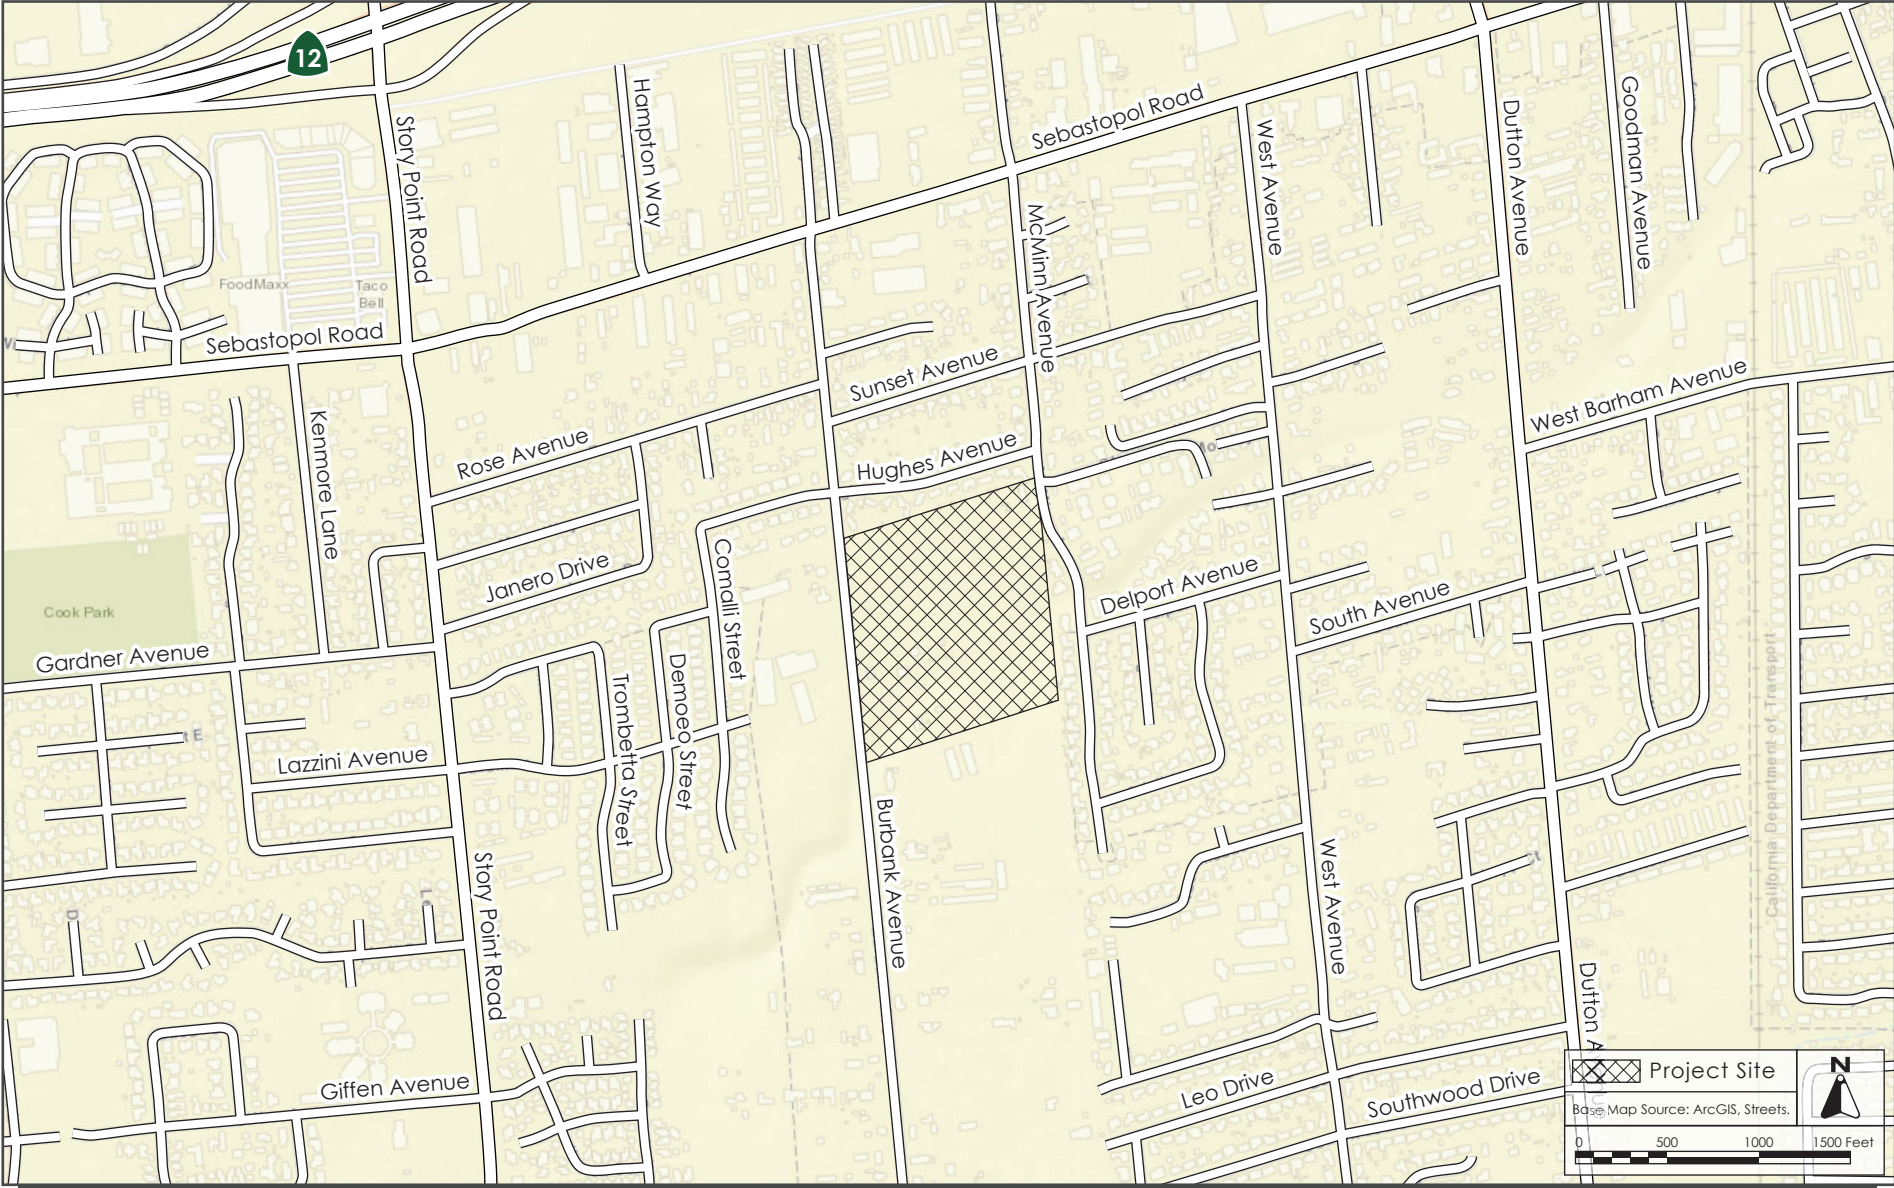 12
Hampton Way
Story Point Road
Sebastopol Road
West Avenue
Dutton Avenue
Goodman Avenue
McMinn Avenue
FoodMaxx
Taco
Bell
Sebastopol Road
Sunset Avenue
West Barham Avenue
Kenmore Lane
Rose Avenue
Hughes Avenue
Janero Drive
Comalli Street
Delport Avenue
South Avenue
Cook Park
Gardner Avenue
Trombetta Street
Demoeo Street
California Department of Transport
Lazzini Avenue
Burbank Avenue
West Avenue
Story Point Road
Dutton A
Giffen Avenue
Leo Drive
Southwood Drive
Project Site
N
Base Map Source: ArcGIS, Streets.
0 500 1000 1500 Feet